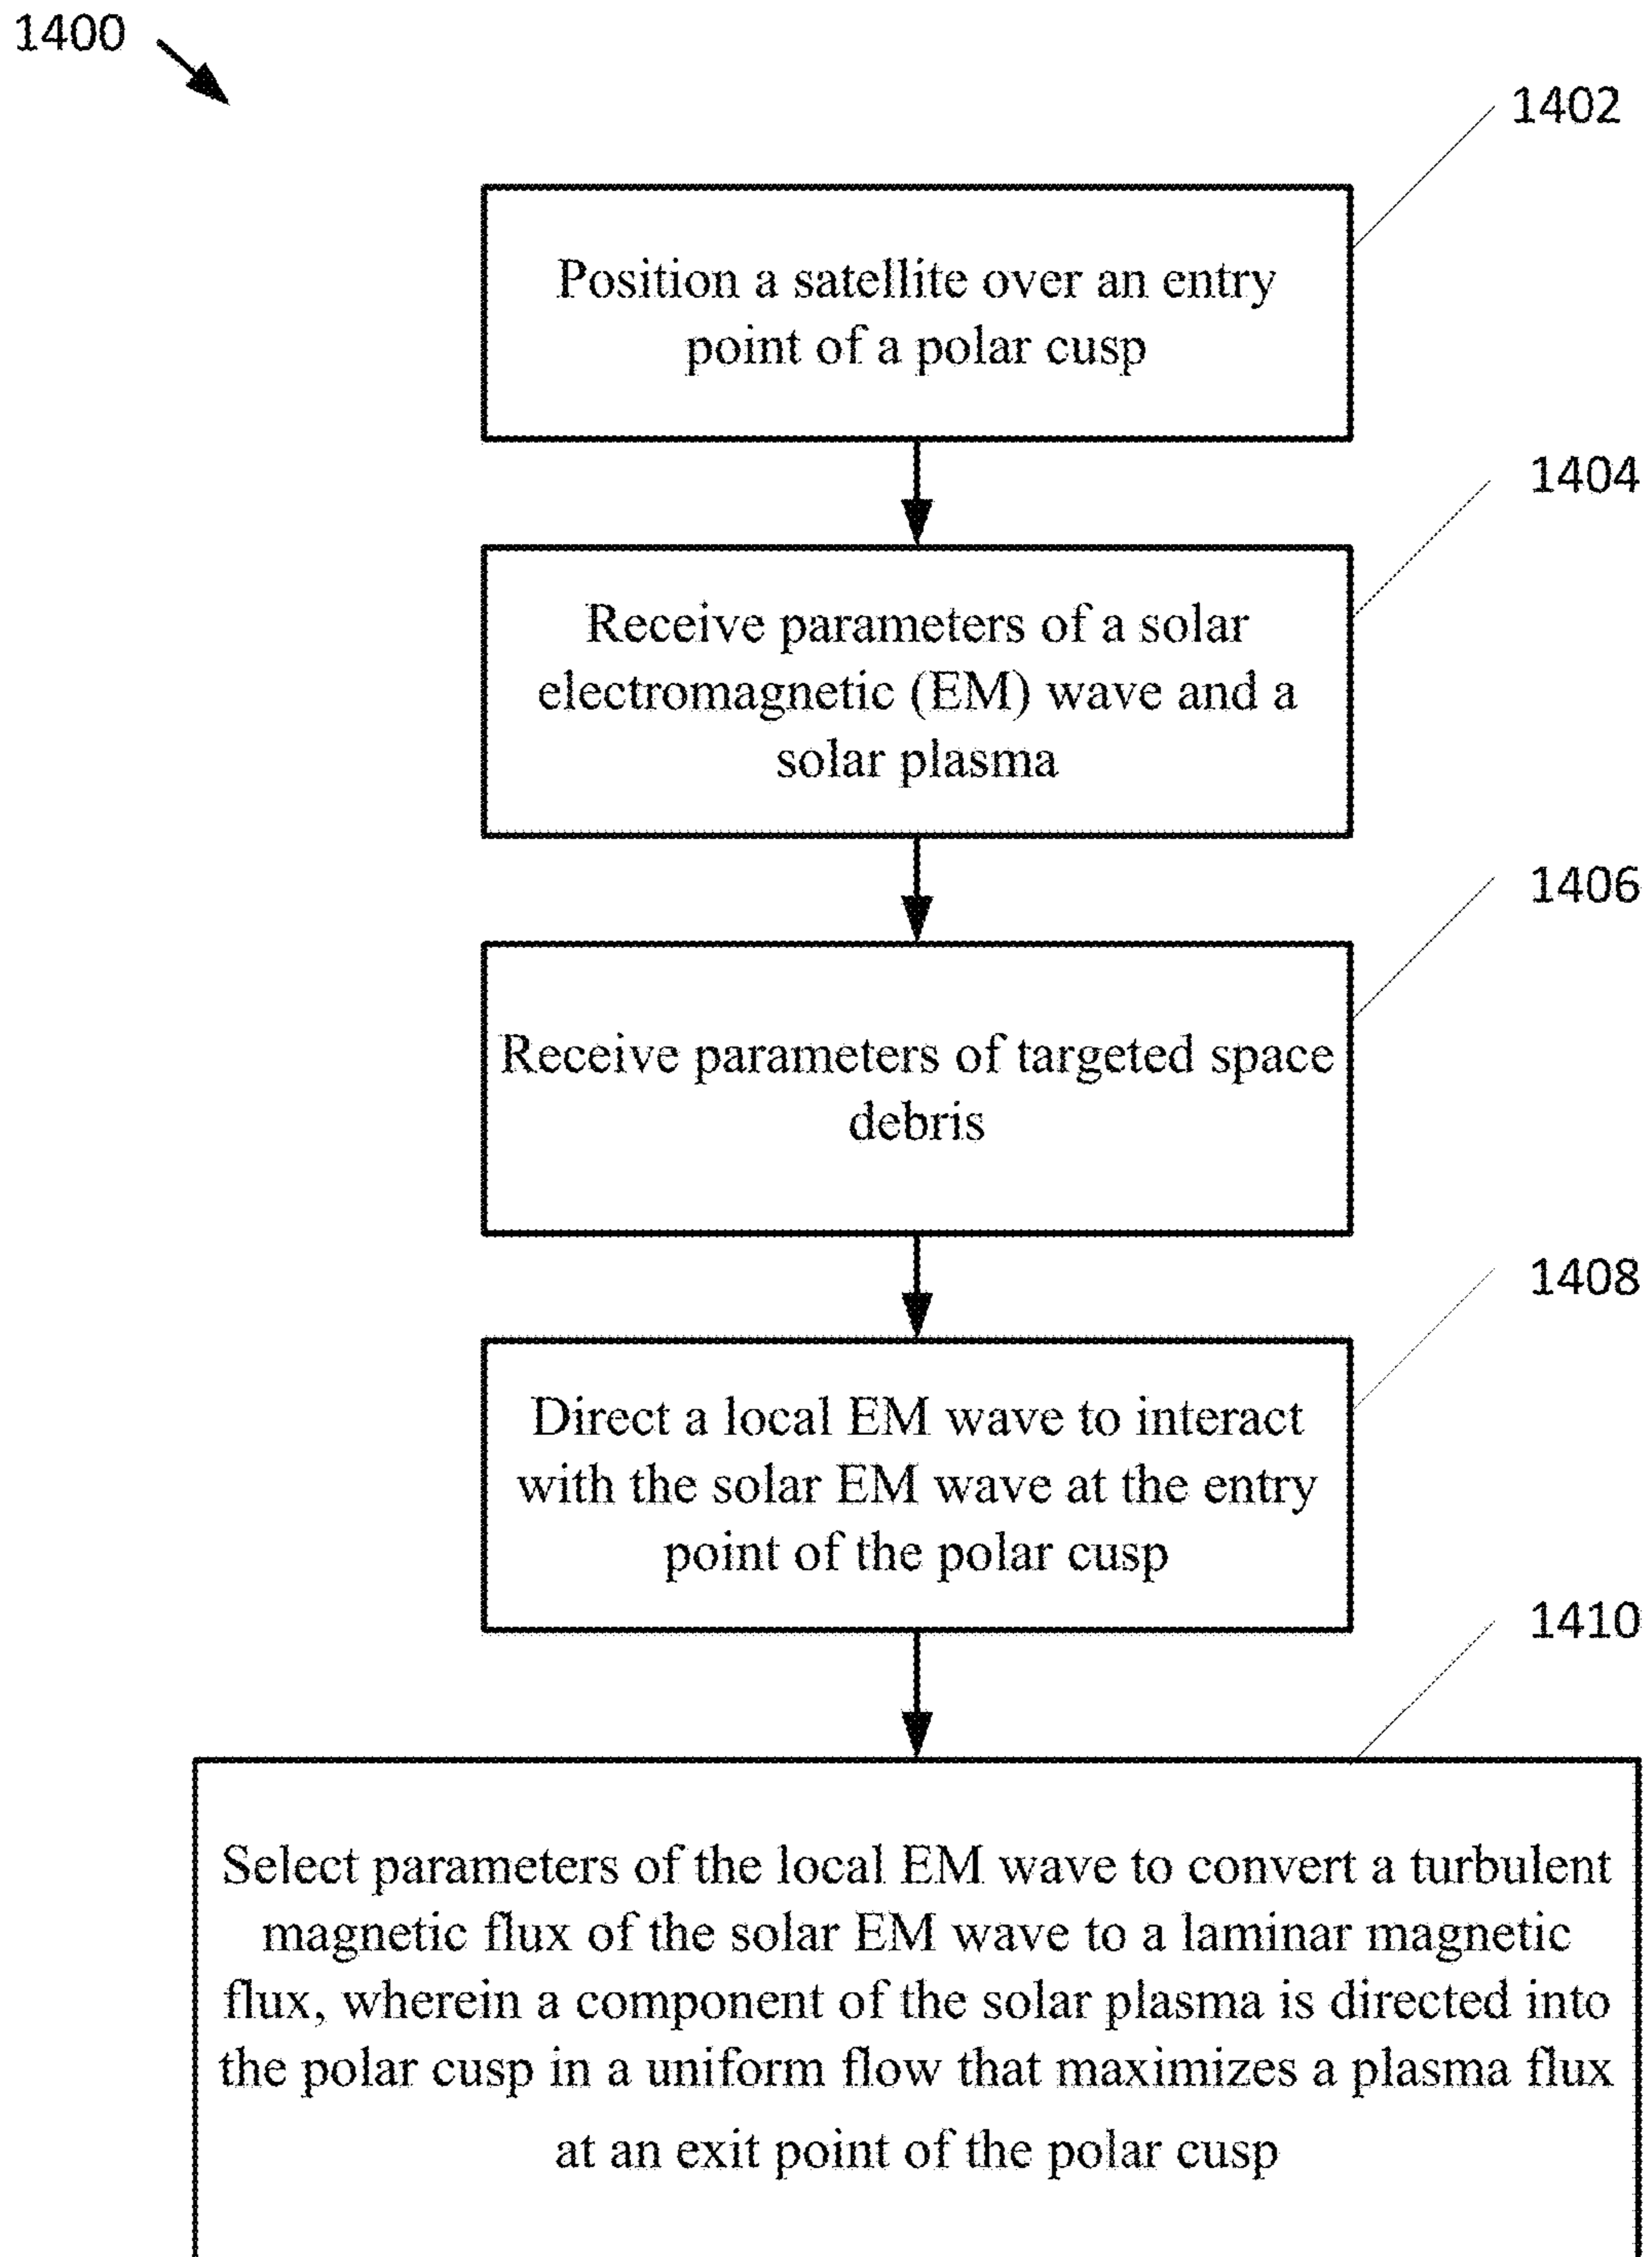 1400
1402
Position a satellite over an entry
point of a polar cusp
1404
Receive parameters of a solar
electromagnetic (EM) wave and a
solar plasma
1406
Receive parameters of targeted space
debris
1408
Direct a local EM wave to interact
with the solar EM wave at the entry
point of the polar cusp
1410
Select parameters of the local EM wave to convert a turbulent
magnetic flux of the solar EM wave to a laminar magnetic
flux, wherein a component of the solar plasma is directed into
the polar cusp in a uniform flow that maximizes a plasma flux
at an exit point of the polar cusp